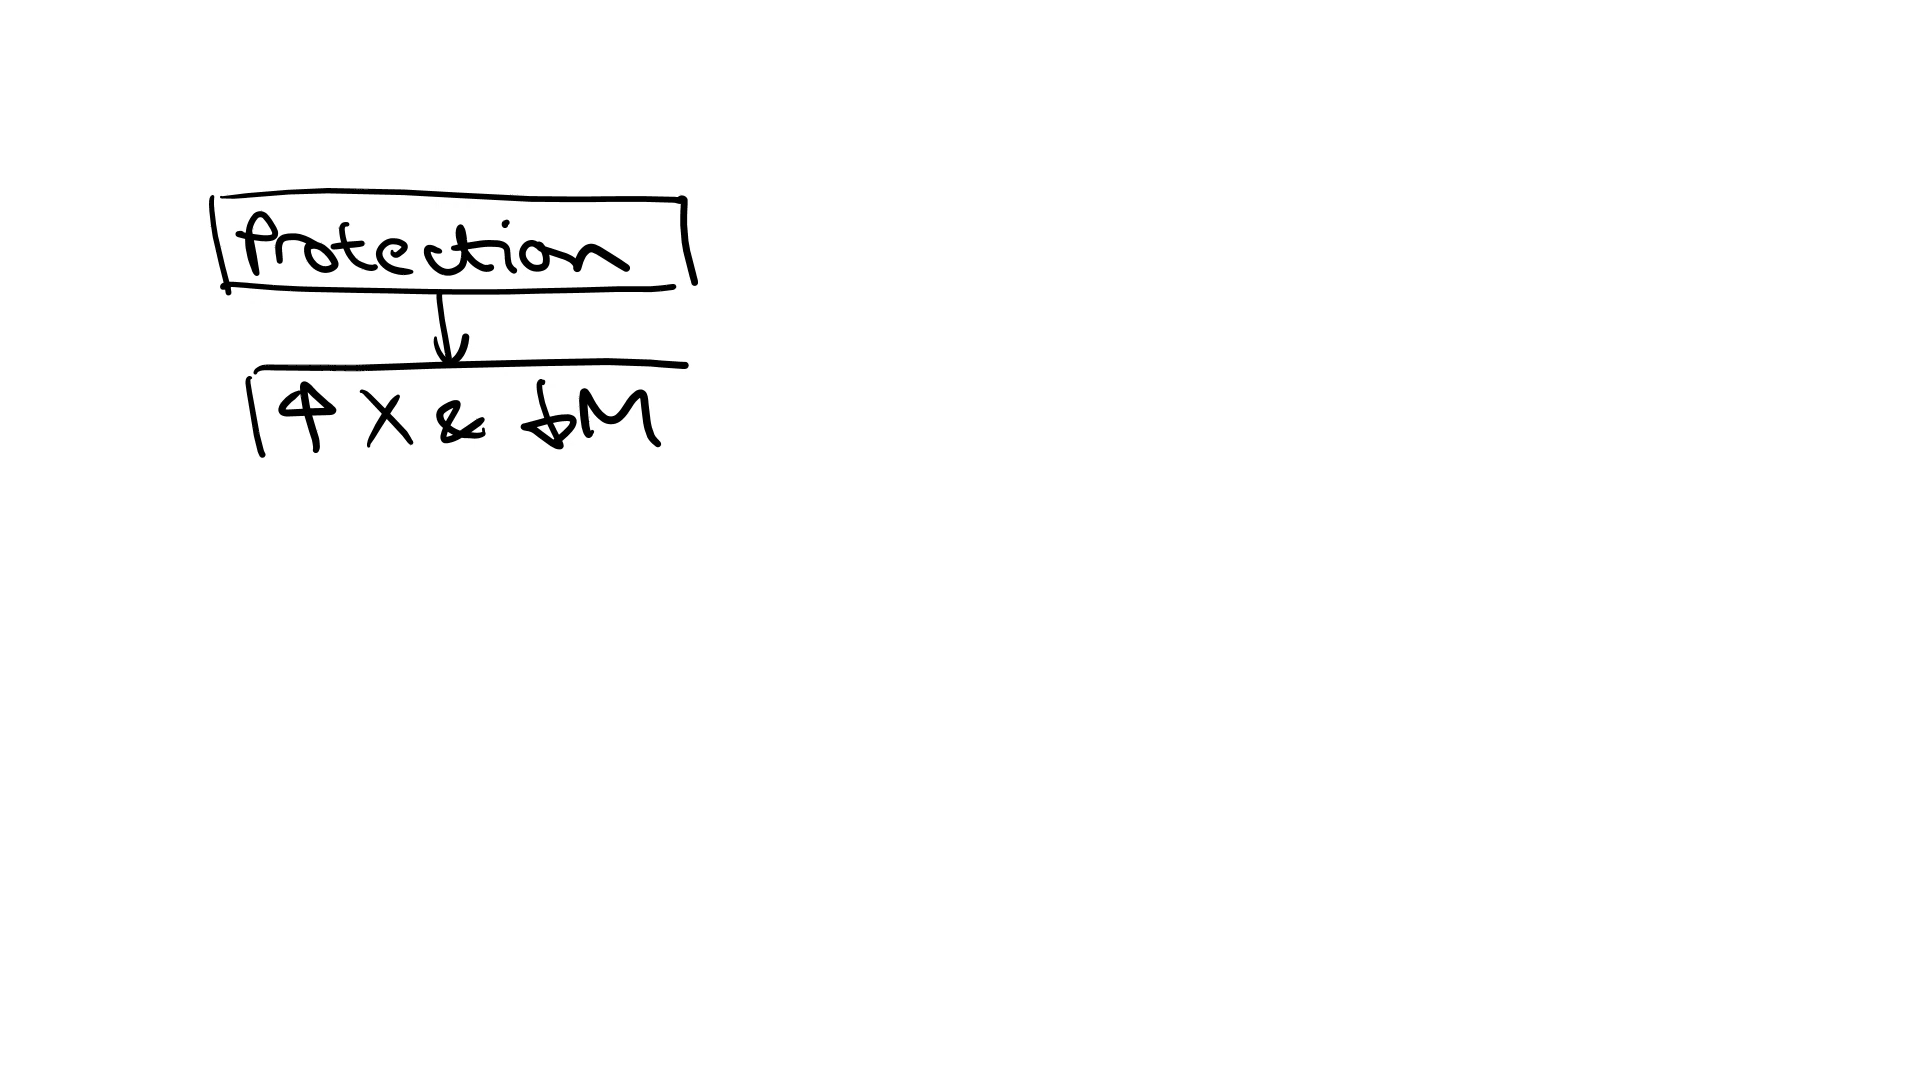 Protection
↑ X & ↓ M